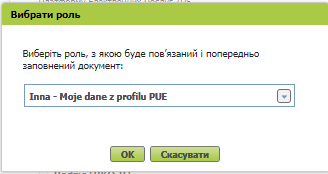 Вибрати роль
Виберіть роль, з якою буде пов'язаний і попередньо
заповнений документ:
Inna - Moje dane z profilu PUE
OK
Скасувати